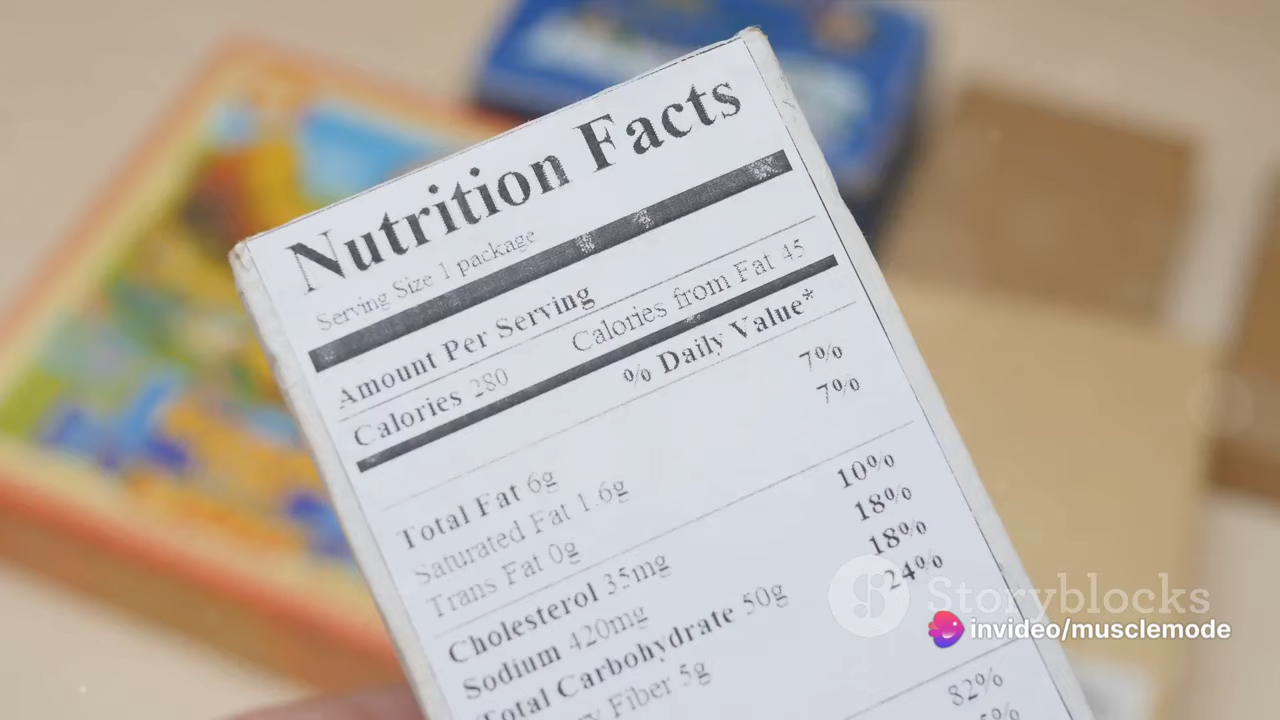 Nutrition Facts
Serving Size 1 package
Amount Per Serving
Calories 280 Calories from Fat 45
% Daily Value*
Total Fat 6g 7%
Saturated Fat 1.6g 7%
Trans Fat 0g
Cholesterol 35mg 10%
Sodium 420mg 18%
Total Carbohydrate 50g 18%
Fiber 5g 24%
82%
Storyblocks
invideo/musclemode